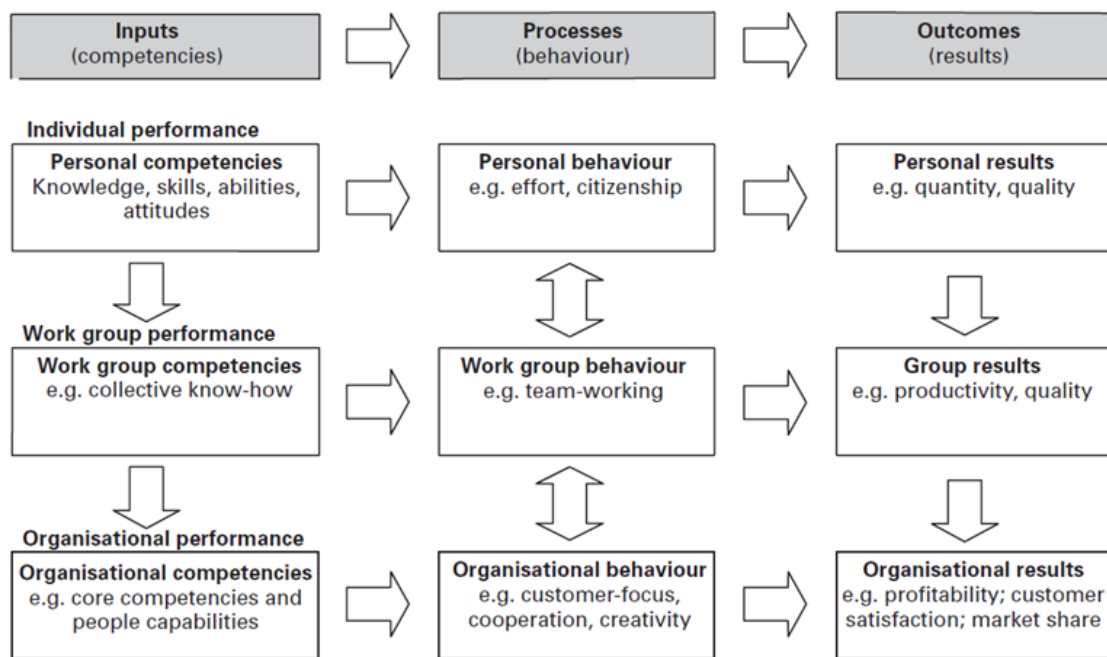 Inputs
(competencies)
Processes
(behaviour)
Outcomes
(results)
Individual performance
Personal competencies
Knowledge, skills, abilities,
attitudes
Personal behaviour
e.g. effort, citizenship
Personal results
e.g. quantity, quality
Work group performance
Work group competencies
e.g. collective know-how
Work group behaviour
e.g. team-working
Group results
e.g. productivity, quality
Organisational performance
Organisational competencies
e.g. core competencies and
people capabilities
Organisational behaviour
e.g. customer-focus,
cooperation, creativity
Organisational results
e.g. profitability; customer
satisfaction; market share